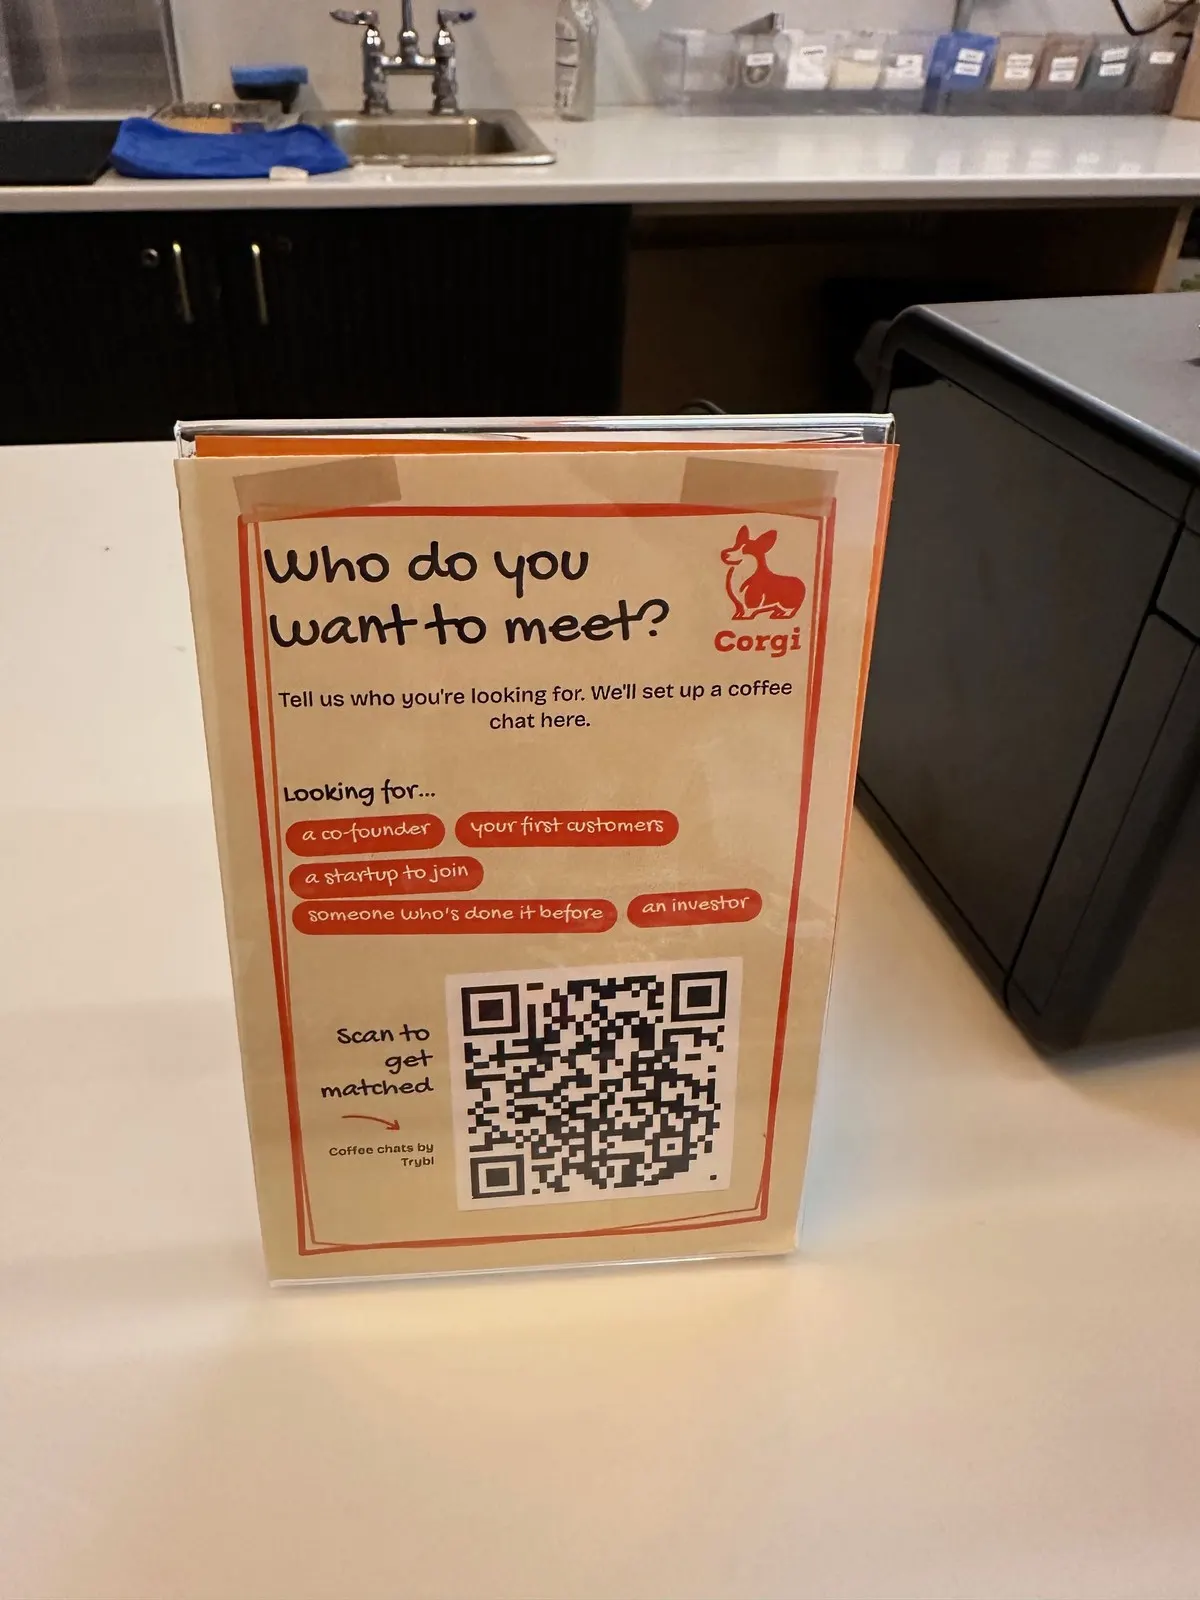 Who do you
want to meet?
Corgi
Tell us who you're looking for. We'll set up a coffee
chat here.
Looking for...
a co-founder
your first customers
a startup to join
someone who's done it before
an investor
Scan to
get
matched
Coffee chats by
Trybl